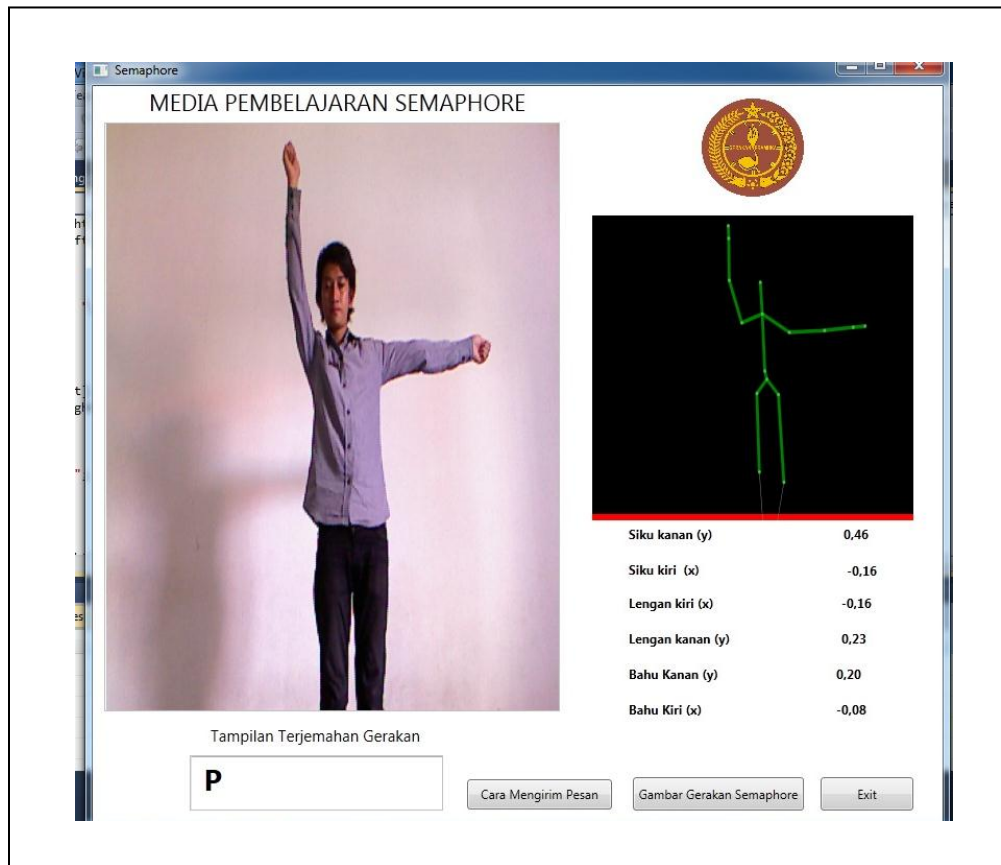 Semaphore
MEDIA PEMBELAJARAN SEMAPHORE
Siku kanan (y) 0,46
Siku kiri (x) -0,16
Lengan kiri (x) -0,16
Lengan kanan (y) 0,23
Bahu Kanan (y) 0,20
Bahu Kiri (x) -0,08
Tampilan Terjemahan Gerakan
P
Cara Mengirim Pesan
Gambar Gerakan Semaphore
Exit